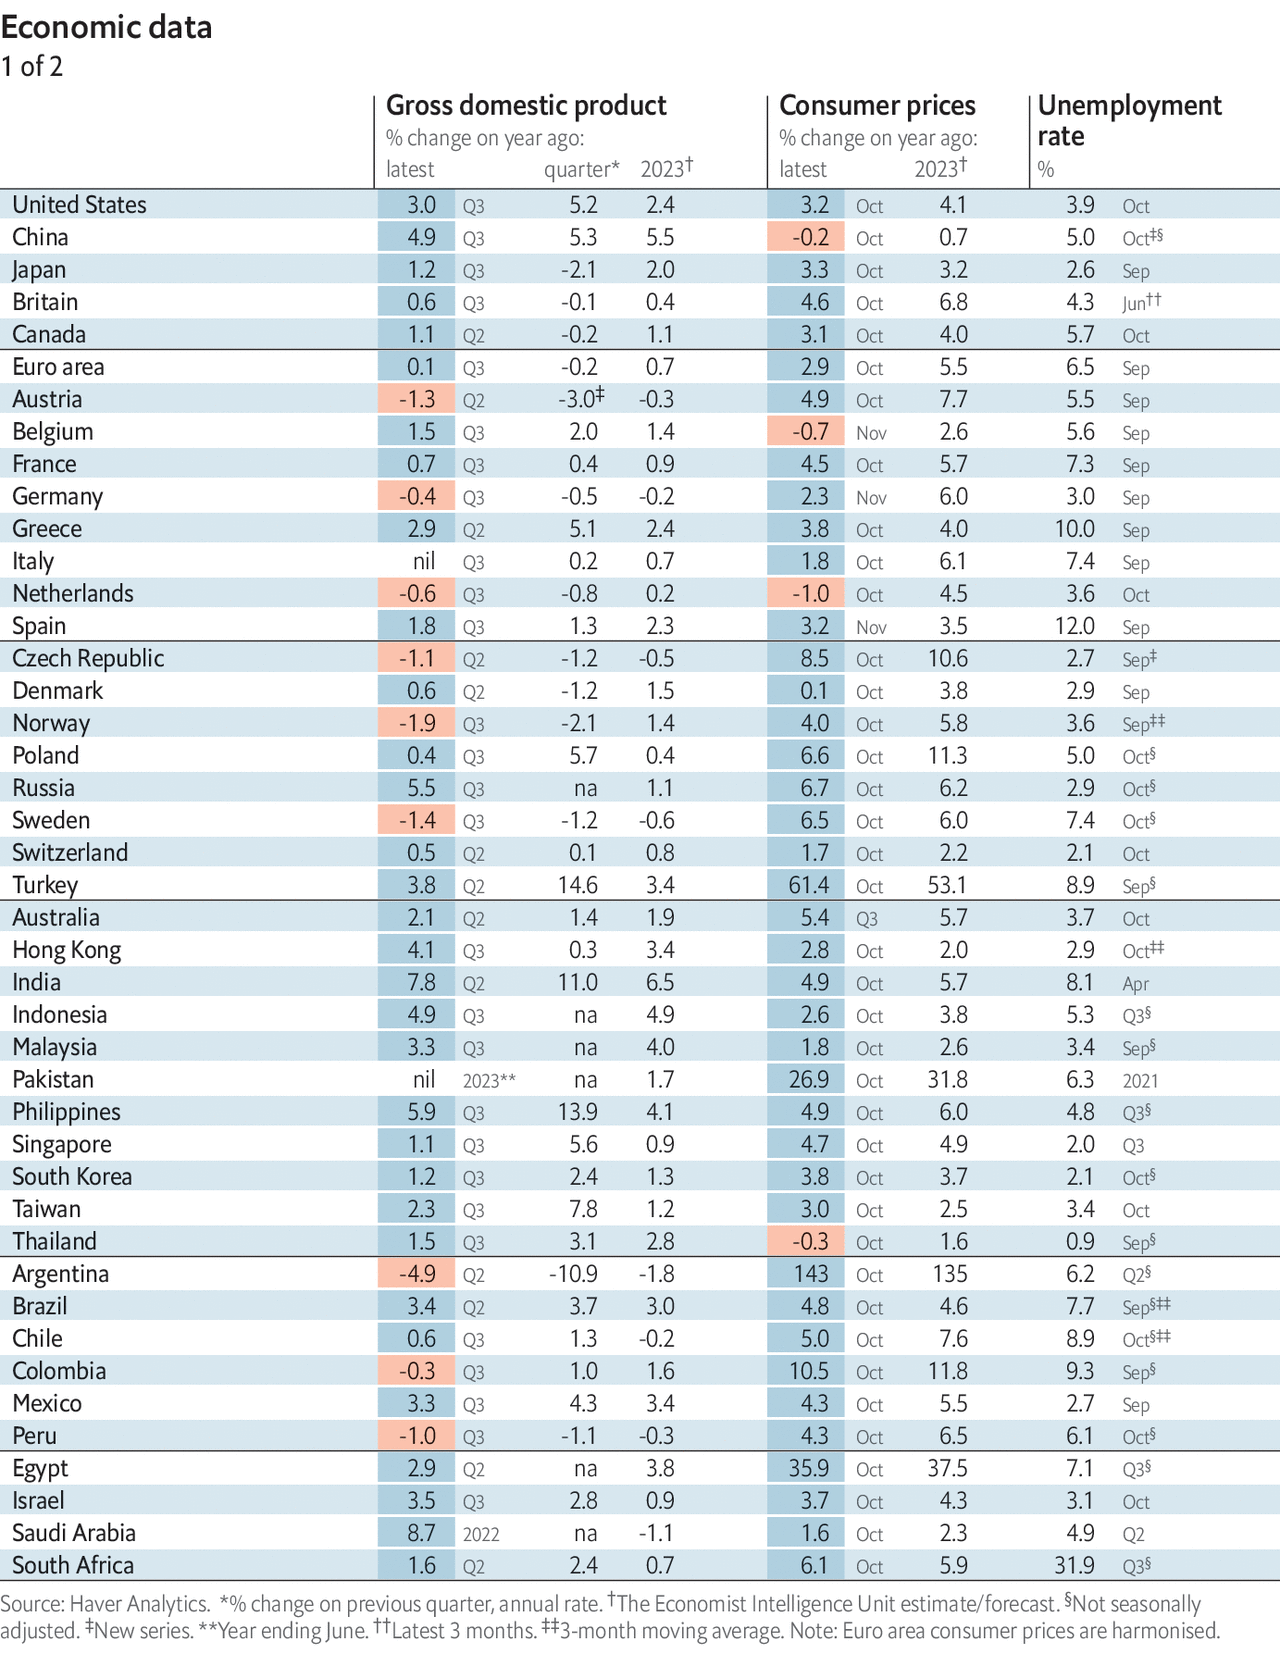 Economic data
1 of 2
Gross domestic product Consumer prices Unemployment
% change on year ago: % change on year ago: rate
latest quarter* 2023† latest 2023† %
United States 3.0 Q3 5.2 2.4 3.2 Oct 4.1 3.9 Oct
China 4.9 Q3 5.3 5.5 -0.2 Oct 0.7 5.0 Oct‡§
Japan 1.2 Q3 -2.1 2.0 3.3 Oct 3.2 2.6 Sep
Britain 0.6 Q3 -0.1 0.4 4.6 Oct 6.8 4.3 Jun††
Canada 1.1 Q2 -0.2 1.1 3.1 Oct 4.0 5.7 Oct
Euro area 0.1 Q3 -0.2 0.7 2.9 Oct 5.5 6.5 Sep
Austria -1.3 Q2 -3.0‡ -0.3 4.9 Oct 7.7 5.5 Sep
Belgium 1.5 Q3 2.0 1.4 -0.7 Nov 2.6 5.6 Sep
France 0.7 Q3 0.4 0.9 4.5 Oct 5.7 7.3 Sep
Germany -0.4 Q3 -0.5 -0.2 2.3 Nov 6.0 3.0 Sep
Greece 2.9 Q2 5.1 2.4 3.8 Oct 4.0 10.0 Sep
Italy nil Q3 0.2 0.7 1.8 Oct 6.1 7.4 Sep
Netherlands -0.6 Q3 -0.8 0.2 -1.0 Oct 4.5 3.6 Oct
Spain 1.8 Q3 1.3 2.3 3.2 Nov 3.5 12.0 Sep
Czech Republic -1.1 Q2 -1.2 -0.5 8.5 Oct 10.6 2.7 Sep‡
Denmark 0.6 Q2 -1.2 1.5 0.1 Oct 3.8 2.9 Sep
Norway -1.9 Q3 -2.1 1.4 4.0 Oct 5.8 3.6 Sep‡‡
Poland 0.4 Q3 5.7 0.4 6.6 Oct 11.3 5.0 Oct§
Russia 5.5 Q3 na 1.1 6.7 Oct 6.2 2.9 Oct§
Sweden -1.4 Q3 -1.2 -0.6 6.5 Oct 6.0 7.4 Oct§
Switzerland 0.5 Q2 0.1 0.8 1.7 Oct 2.2 2.1 Oct
Turkey 3.8 Q2 14.6 3.4 61.4 Oct 53.1 8.9 Sep§
Australia 2.1 Q2 1.4 1.9 5.4 Q3 5.7 3.7 Oct
Hong Kong 4.1 Q3 0.3 3.4 2.8 Oct 2.0 2.9 Oct‡‡
India 7.8 Q2 11.0 6.5 4.9 Oct 5.7 8.1 Apr
Indonesia 4.9 Q3 na 4.9 2.6 Oct 3.8 5.3 Q3§
Malaysia 3.3 Q3 na 4.0 1.8 Oct 2.6 3.4 Sep§
Pakistan nil 2023** na 1.7 26.9 Oct 31.8 6.3 2021
Philippines 5.9 Q3 13.9 4.1 4.9 Oct 6.0 4.8 Q3§
Singapore 1.1 Q3 5.6 0.9 4.7 Oct 4.9 2.0 Q3
South Korea 1.2 Q3 2.4 1.3 3.8 Oct 3.7 2.1 Oct§
Taiwan 2.3 Q3 7.8 1.2 3.0 Oct 2.5 3.4 Oct
Thailand 1.5 Q3 3.1 2.8 -0.3 Oct 1.6 0.9 Sep§
Argentina -4.9 Q2 -10.9 -1.8 143 Oct 135 6.2 Q2§
Brazil 3.4 Q2 3.7 3.0 4.8 Oct 4.6 7.7 Sep§‡‡
Chile 0.6 Q3 1.3 -0.2 5.0 Oct 7.6 8.9 Oct§‡‡
Colombia -0.3 Q3 1.0 1.6 10.5 Oct 11.8 9.3 Sep§
Mexico 3.3 Q3 4.3 3.4 4.3 Oct 5.5 2.7 Sep
Peru -1.0 Q3 -1.1 -0.3 4.3 Oct 6.5 6.1 Oct§
Egypt 2.9 Q2 na 3.8 35.9 Oct 37.5 7.1 Q3§
Israel 3.5 Q3 2.8 0.9 3.7 Oct 4.3 3.1 Oct
Saudi Arabia 8.7 2022 na -1.1 1.6 Oct 2.3 4.9 Q2
South Africa 1.6 Q2 2.4 0.7 6.1 Oct 5.9 31.9 Q3§
Source: Haver Analytics. *% change on previous quarter, annual rate. †The Economist Intelligence Unit estimate/forecast. §Not seasonally
adjusted. ‡New series. **Year ending June. ††Latest 3 months. ‡‡3-month moving average. Note: Euro area consumer prices are harmonised.